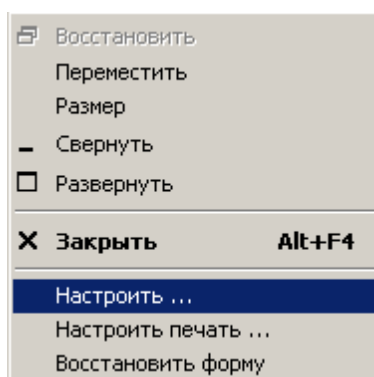 Восстановить
Переместить
Размер
Свернуть
Развернуть
Закрыть Alt+F4
Настроить ...
Настроить печать ...
Восстановить форму